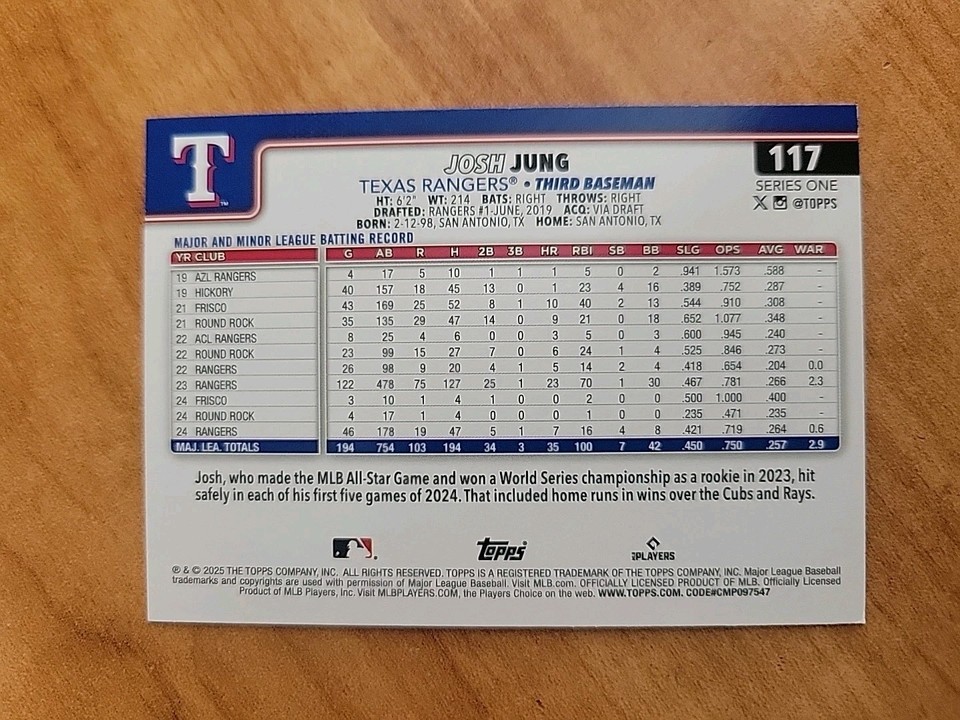 T
TM
JOSH JUNG
117
TEXAS RANGERS® • THIRD BASEMAN
SERIES ONE
HT: 6'2" WT: 214 BATS: RIGHT THROWS: RIGHT
@TOPPS
DRAFTED: RANGERS #1-JUNE, 2019 ACQ: VIA DRAFT
BORN: 2-12-98, SAN ANTONIO, TX HOME: SAN ANTONIO, TX
MAJOR AND MINOR LEAGUE BATTING RECORD
YR CLUB G AB R H 2B 3B HR RBI SB BB SLG OPS AVG WAR
19 AZL RANGERS 4 17 5 10 1 1 1 5 0 2 .941 1.573 .588 -
19 HICKORY 40 157 18 45 13 0 1 23 4 16 .389 .752 .287 -
21 FRISCO 43 169 25 52 8 1 10 40 2 13 .544 .910 .308 -
21 ROUND ROCK 35 135 29 47 14 0 9 21 0 18 .652 1.077 .348 -
22 ACL RANGERS 8 25 4 6 0 0 3 5 0 3 .600 .945 .240 -
22 ROUND ROCK 23 99 15 27 7 0 6 24 1 4 .525 .846 .273 -
22 RANGERS 26 98 9 20 4 1 5 14 2 4 .418 .654 .204 0.0
23 RANGERS 122 478 75 127 25 1 23 70 1 30 .467 .781 .266 2.3
24 FRISCO 3 10 1 4 1 0 0 2 0 0 .500 1.000 .400 -
24 ROUND ROCK 4 17 1 4 0 0 0 1 0 0 .235 .471 .235 -
24 RANGERS 46 178 19 47 5 1 7 16 4 8 .421 .719 .264 0.6
MAJ. LEA. TOTALS 194 754 103 194 34 3 35 100 7 42 .450 .750 .257 2.9
Josh, who made the MLB All-Star Game and won a World Series championship as a rookie in 2023, hit
safely in each of his first five games of 2024. That included home runs in wins over the Cubs and Rays.
Topps
MLBPLAYERS
® & © 2025 THE TOPPS COMPANY, INC. ALL RIGHTS RESERVED. TOPPS IS A REGISTERED TRADEMARK OF THE TOPPS COMPANY, INC. Major League Baseball
trademarks and copyrights are used with permission of Major League Baseball. Visit MLB.com. OFFICIALLY LICENSED PRODUCT OF MLB. Officially Licensed
Product of MLB Players, Inc. Visit MLBPLAYERS.COM, the Players Choice on the web. WWW.TOPPS.COM. CODE#CMP097547